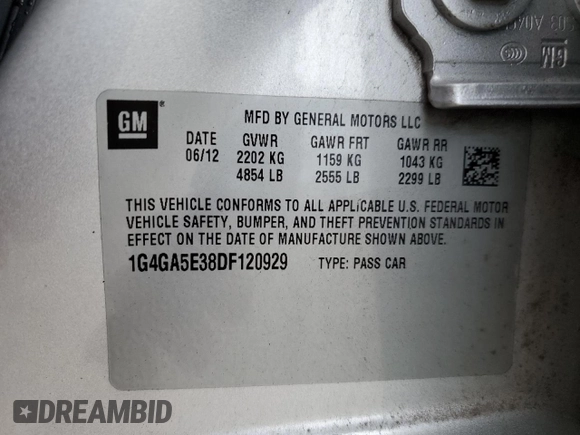 GM
MFD BY GENERAL MOTORS LLC
DATE GVWR GAWR FRT GAWR RR
06/12 2202 KG 1159 KG 1043 KG
4854 LB 2555 LB 2299 LB
THIS VEHICLE CONFORMS TO ALL APPLICABLE U.S. FEDERAL MOTOR
VEHICLE SAFETY, BUMPER, AND THEFT PREVENTION STANDARDS IN
EFFECT ON THE DATE OF MANUFACTURE SHOWN ABOVE.
1G4GA5E38DF120929 TYPE: PASS CAR
DREAMBID
GM